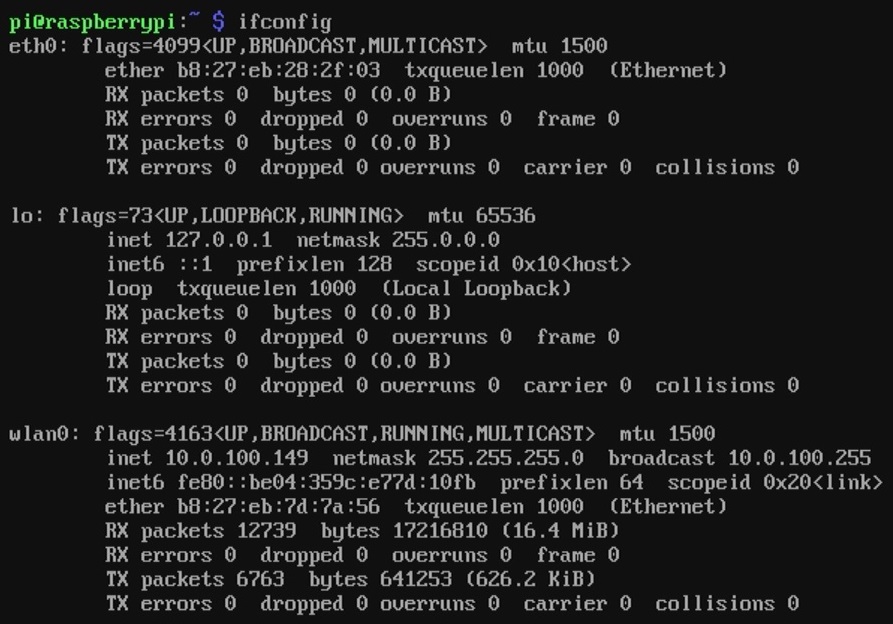 pi@raspberrypi:~ $ ifconfig
eth0: flags=4099<UP,BROADCAST,MULTICAST>  mtu 1500
        ether b8:27:eb:28:2f:03  txqueuelen 1000  (Ethernet)
        RX packets 0  bytes 0 (0.0 B)
        RX errors 0  dropped 0  overruns 0  frame 0
        TX packets 0  bytes 0 (0.0 B)
        TX errors 0  dropped 0 overruns 0  carrier 0  collisions 0

lo: flags=73<UP,LOOPBACK,RUNNING>  mtu 65536
        inet 127.0.0.1  netmask 255.0.0.0
        inet6 ::1  prefixlen 128  scopeid 0x10<host>
        loop  txqueuelen 1000  (Local Loopback)
        RX packets 0  bytes 0 (0.0 B)
        RX errors 0  dropped 0  overruns 0  frame 0
        TX packets 0  bytes 0 (0.0 B)
        TX errors 0  dropped 0 overruns 0  carrier 0  collisions 0

wlan0: flags=4163<UP,BROADCAST,RUNNING,MULTICAST>  mtu 1500
        inet 10.0.100.149  netmask 255.255.255.0  broadcast 10.0.100.255
        inet6 fe80::be04:359c:e77d:10fb  prefixlen 64  scopeid 0x20<link>
        ether b8:27:eb:7d:7a:56  txqueuelen 1000  (Ethernet)
        RX packets 12739  bytes 17216810 (16.4 MiB)
        RX errors 0  dropped 0  overruns 0  frame 0
        TX packets 6763  bytes 641253 (626.2 KiB)
        TX errors 0  dropped 0 overruns 0  carrier 0  collisions 0